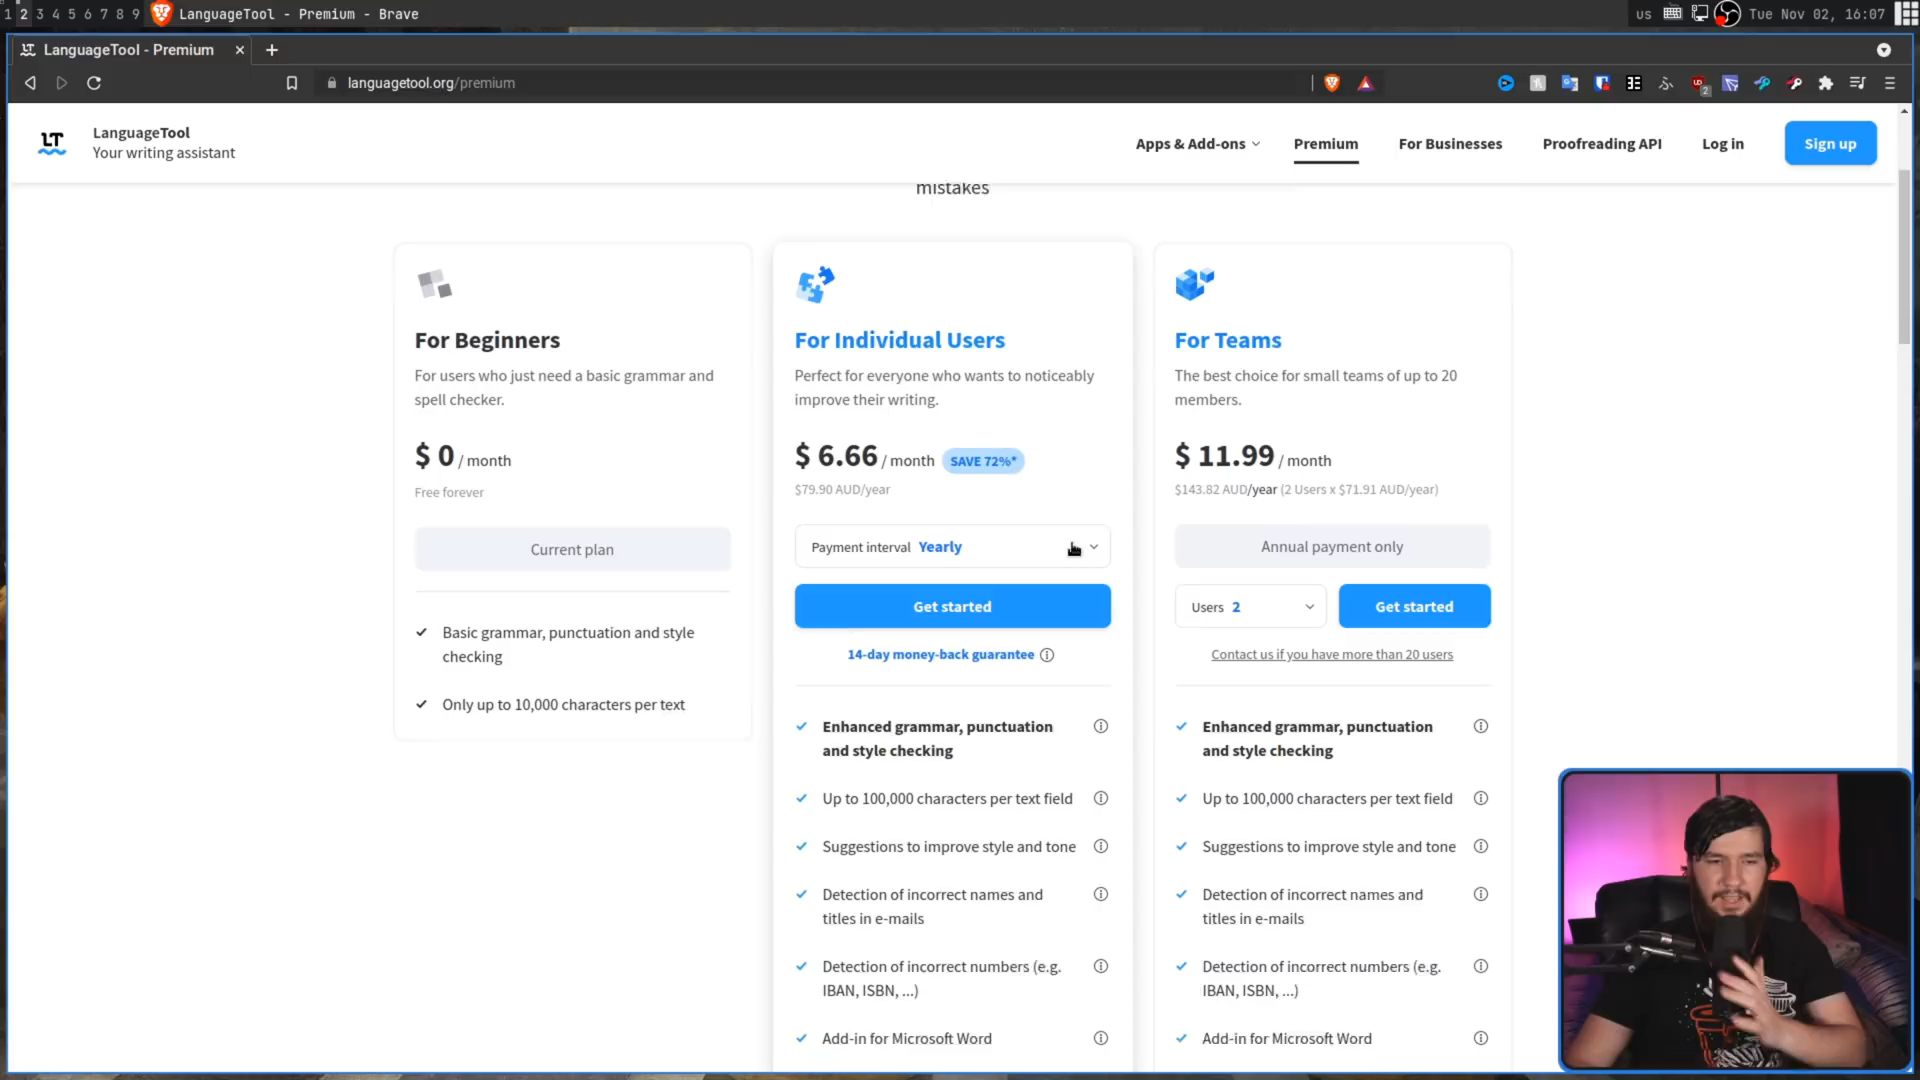 1 2 3 4 5 6 7 8 9 LanguageTool - Premium - Brave
us Tue Nov 02, 16:07
LT LanguageTool - Premium × +
languagetool.org/premium
2
LT
LanguageTool
Your writing assistant
Apps & Add-ons Premium For Businesses Proofreading API Log in Sign up
mistakes
For Beginners
For users who just need a basic grammar and
spell checker.
$ 0 / month
Free forever
Current plan
Basic grammar, punctuation and style
checking
Only up to 10,000 characters per text
For Individual Users
Perfect for everyone who wants to noticeably
improve their writing.
$ 6.66 / month SAVE 72%*
$79.90 AUD/year
Payment interval Yearly
Get started
14-day money-back guarantee
Enhanced grammar, punctuation
and style checking
Up to 100,000 characters per text field
Suggestions to improve style and tone
Detection of incorrect names and
titles in e-mails
Detection of incorrect numbers (e.g.
IBAN, ISBN, ...)
Add-in for Microsoft Word
For Teams
The best choice for small teams of up to 20
members.
$ 11.99 / month
$143.82 AUD/year (2 Users x $71.91 AUD/year)
Annual payment only
Users 2 Get started
Contact us if you have more than 20 users
Enhanced grammar, punctuation
and style checking
Up to 100,000 characters per text field
Suggestions to improve style and tone
Detection of incorrect names and
titles in e-mails
Detection of incorrect numbers (e.g.
IBAN, ISBN, ...)
Add-in for Microsoft Word